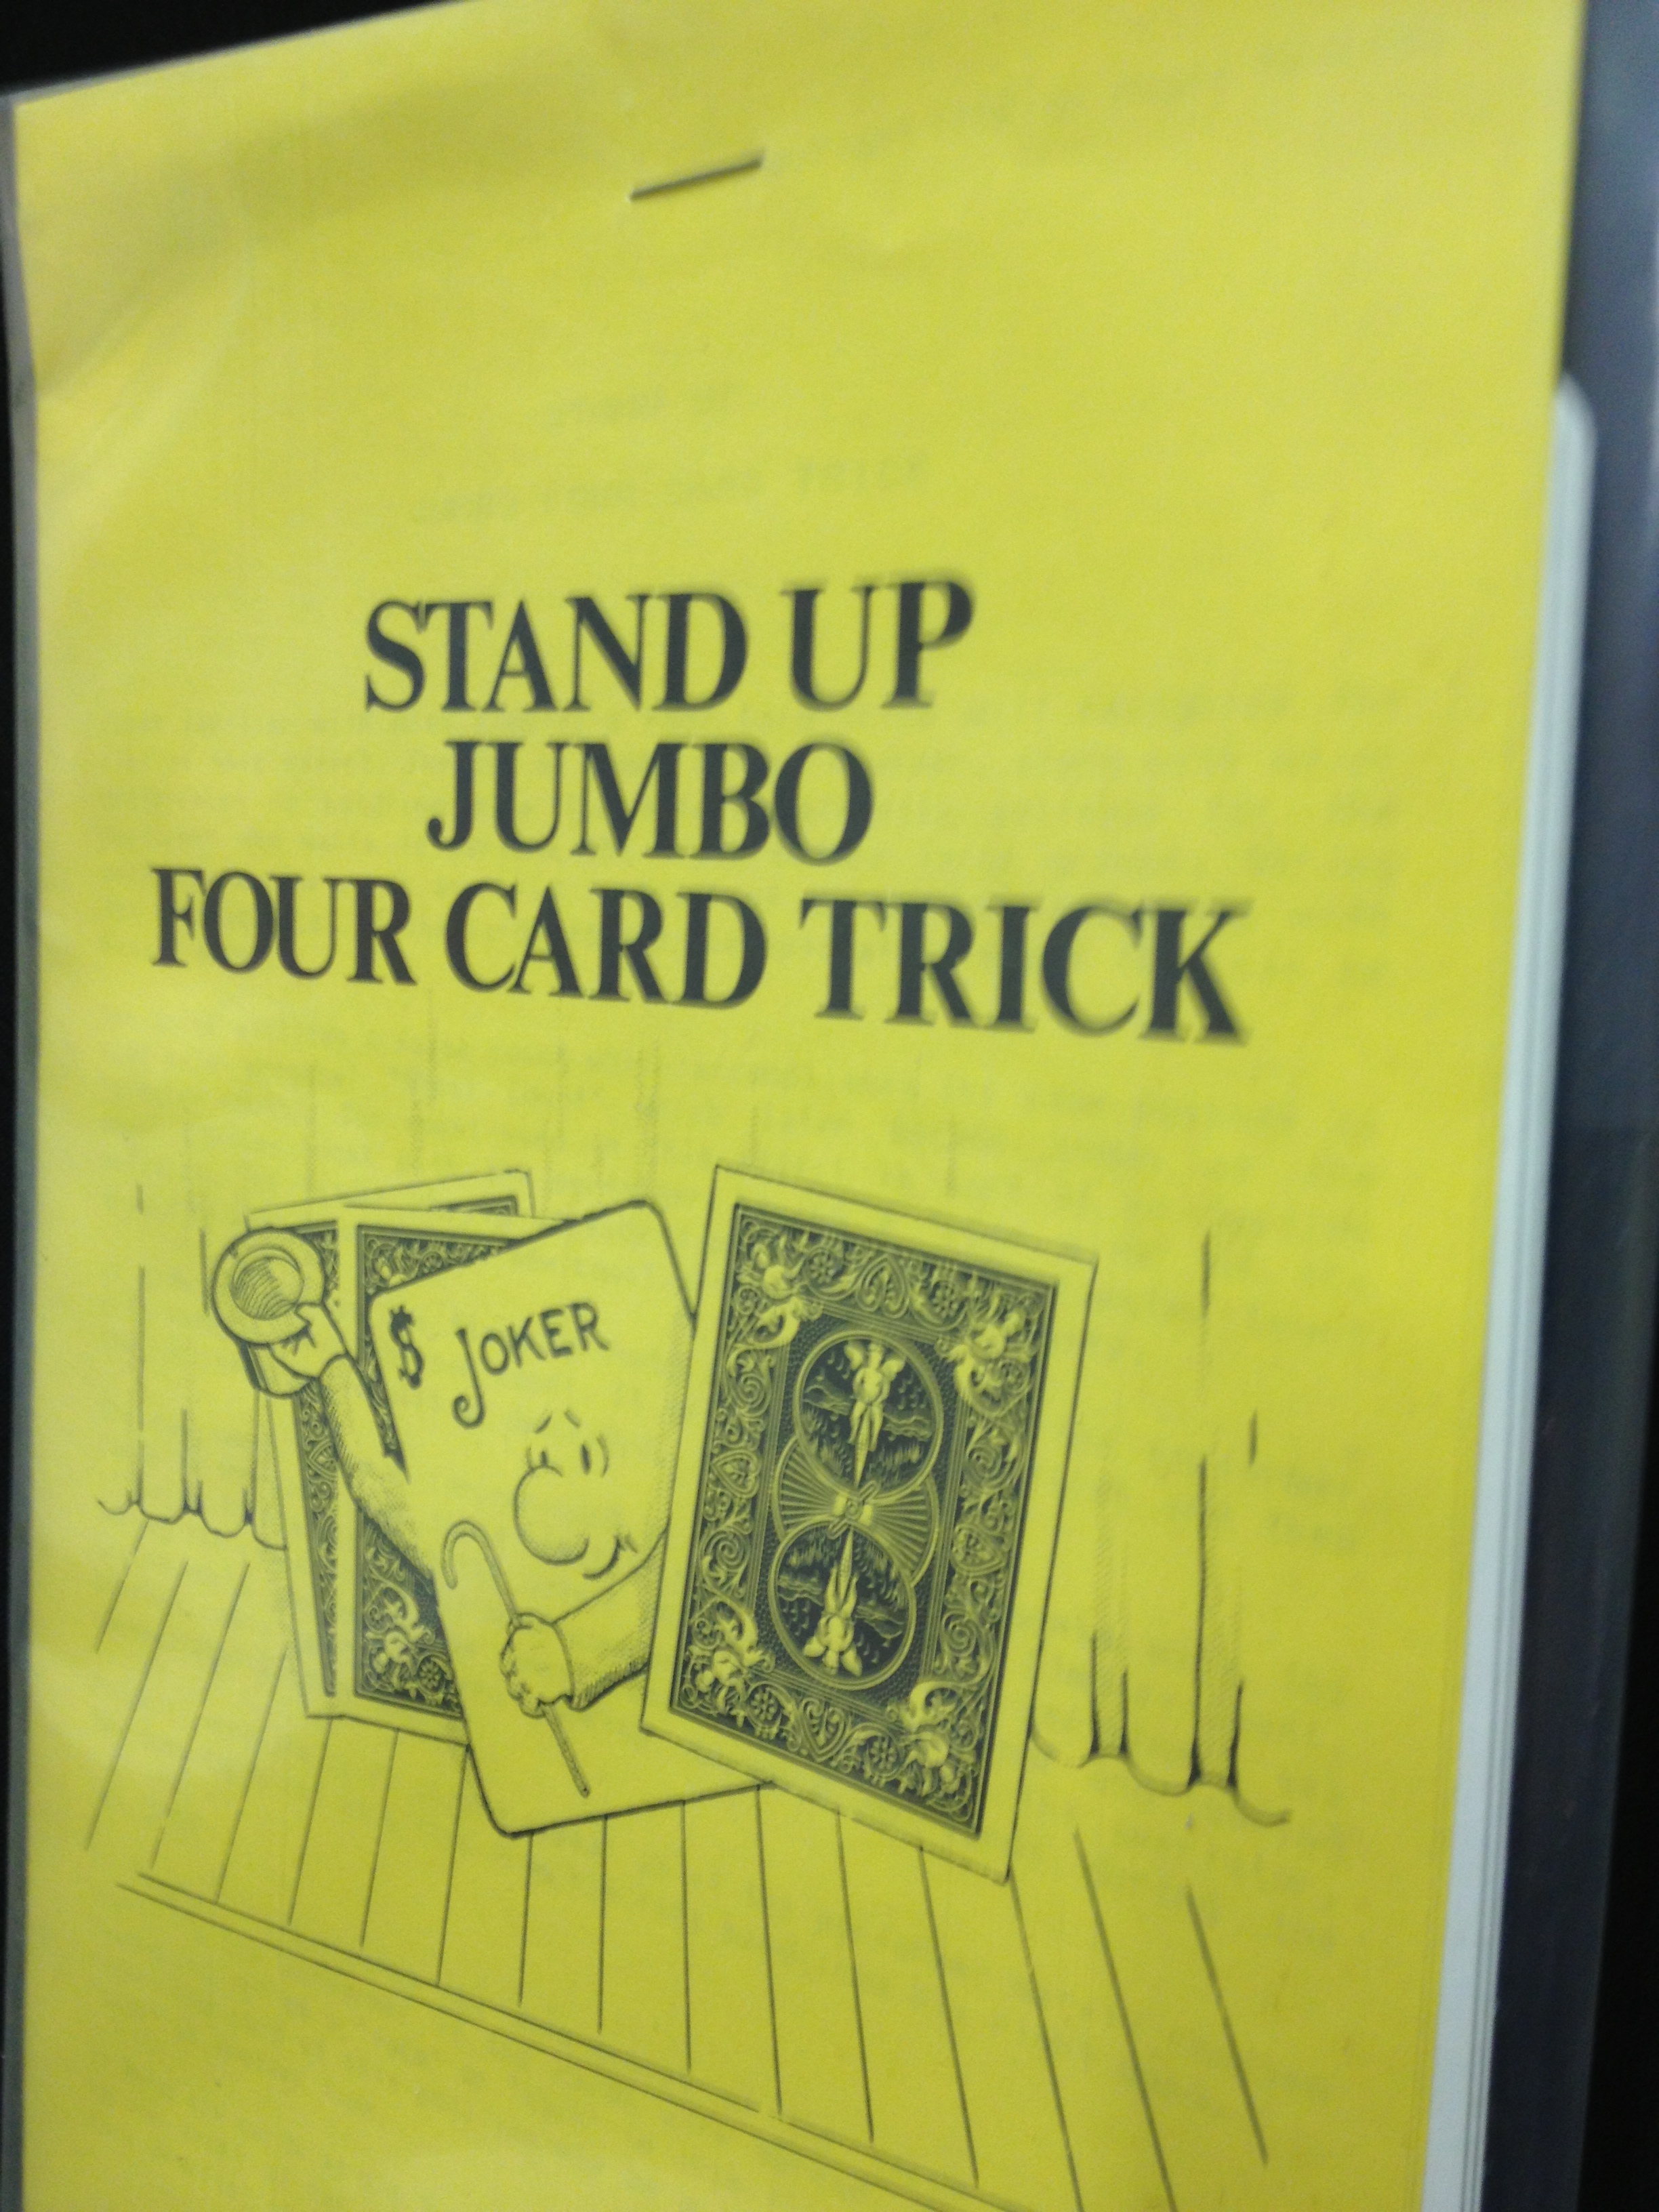 STAND UP
JUMBO
FOUR CARD TRICK
$ JOKER